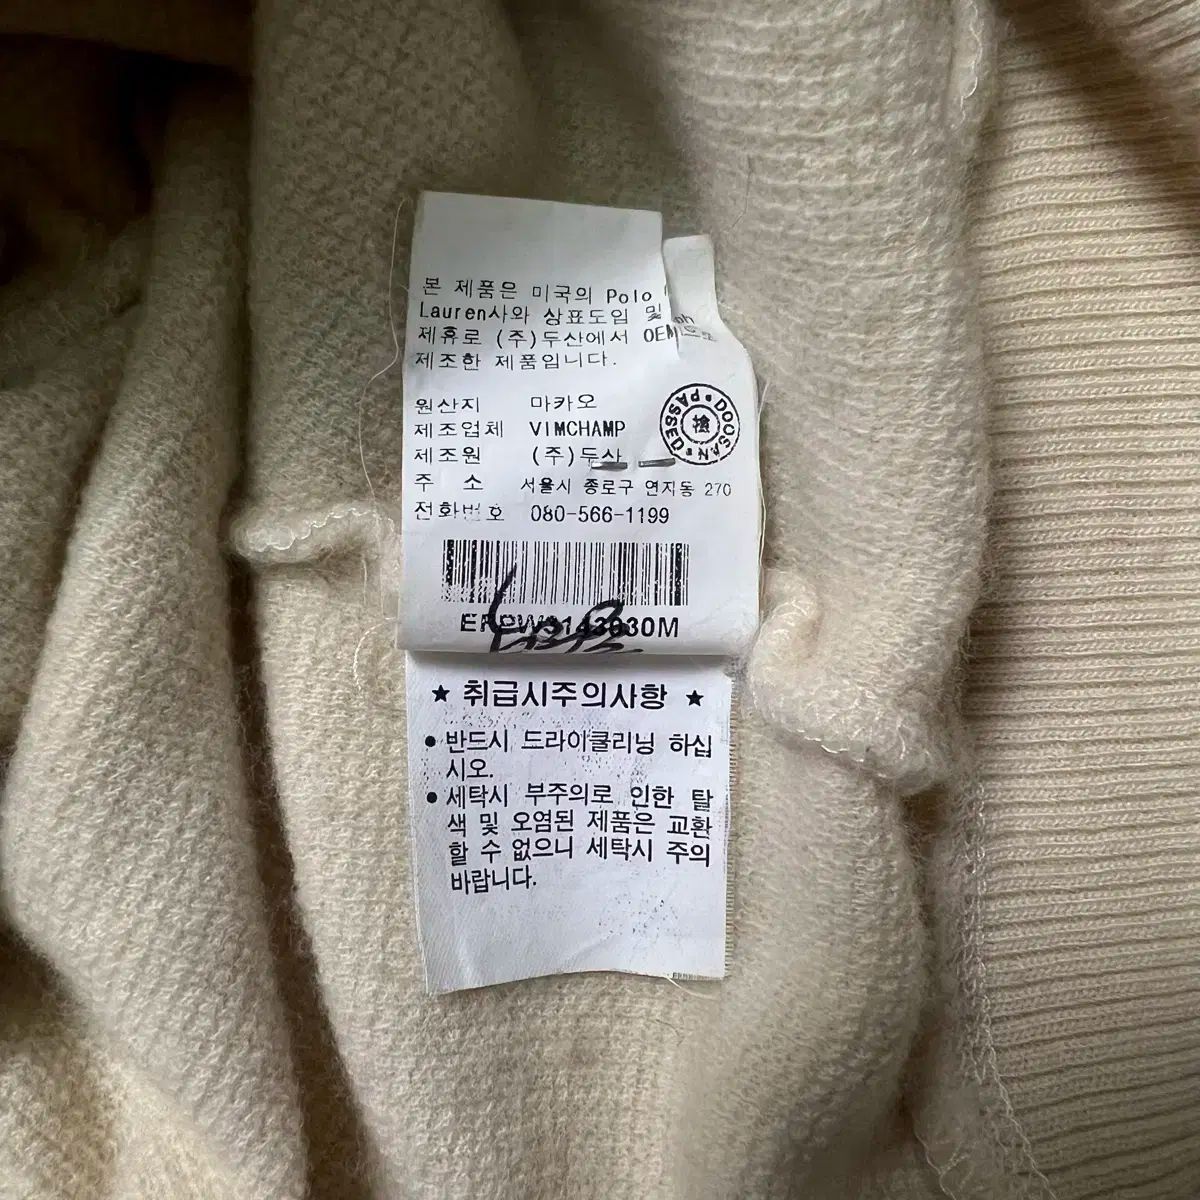 본 제품은 미국의 Polo
Lauren사와 상표도입 및
제휴로 (주)두산에서 OEM으로
제조한 제품입니다.
원산지 마카오
제조업체 VIMCHAMP
제조원 (주)두산
주 소 서울시 종로구 연지동 270
전화번호 080-566-1199
DOOSAN PASSED
★ 취급시주의사항 ★
● 반드시 드라이클리닝 하십
시오.
● 세탁시 부주의로 인한 탈
색 및 오염된 제품은 교환
할 수 없으니 세탁시 주의
바랍니다.